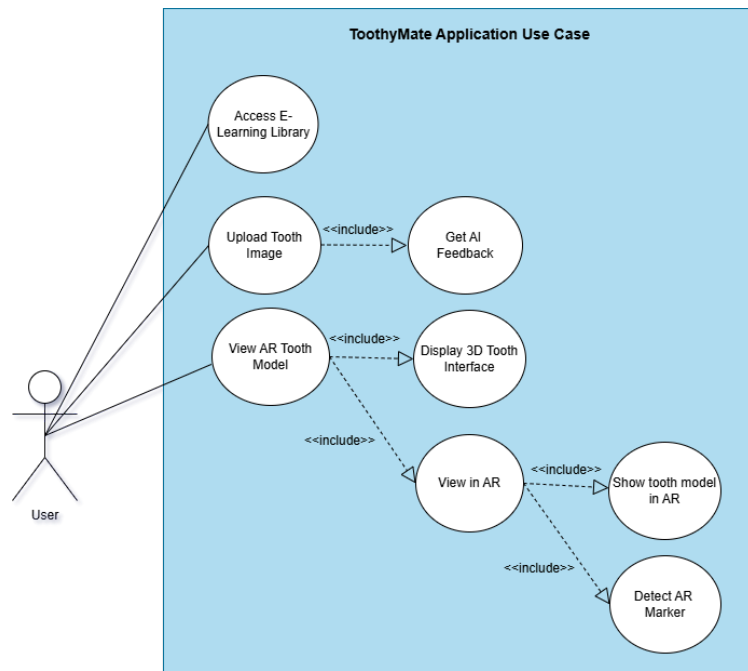 ToothyMate Application Use Case
Access E-
Learning Library
Upload Tooth
Image
<<include>>
Get AI
Feedback
View AR Tooth
Model
<<include>>
Display 3D Tooth
Interface
<<include>>
View in AR
<<include>>
Show tooth model
in AR
<<include>>
Detect AR
Marker
User